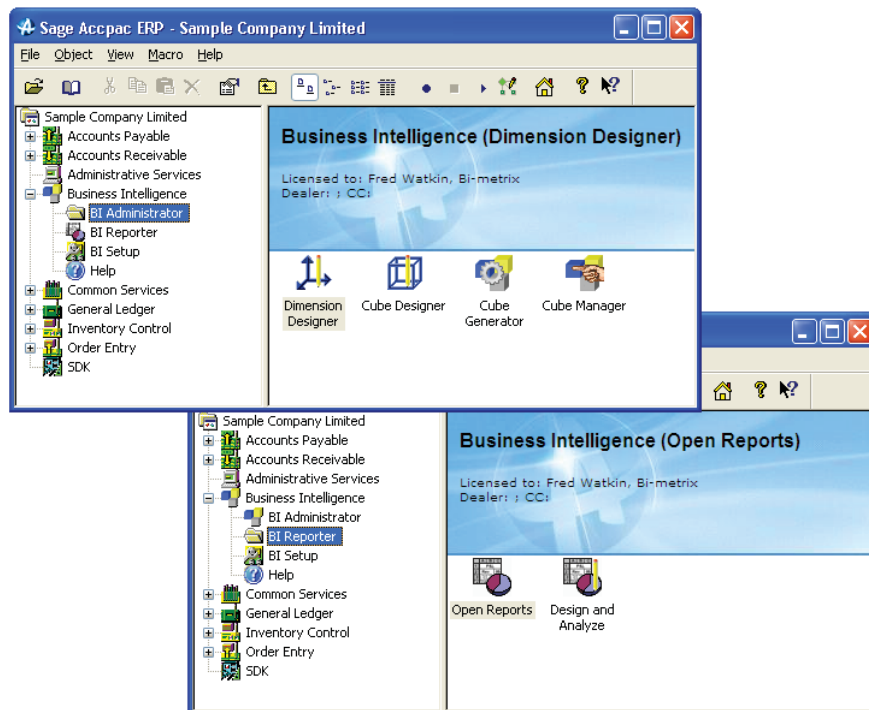 Sage Accpac ERP - Sample Company Limited
File Object View Macro Help
Sample Company Limited
Accounts Payable
Accounts Receivable
Administrative Services
Business Intelligence
BI Administrator
BI Reporter
BI Setup
Help
Common Services
General Ledger
Inventory Control
Order Entry
SDK
Business Intelligence (Dimension Designer)
Licensed to: Fred Watkin, Bi-metrix
Dealer: ; CC:
Dimension
Designer
Cube Designer
Cube
Generator
Cube Manager
Sample Company Limited
Accounts Payable
Accounts Receivable
Administrative Services
Business Intelligence
BI Administrator
BI Reporter
BI Setup
Help
Common Services
General Ledger
Inventory Control
Order Entry
SDK
Business Intelligence (Open Reports)
Licensed to: Fred Watkin, Bi-metrix
Dealer: ; CC:
Open Reports
Design and
Analyze